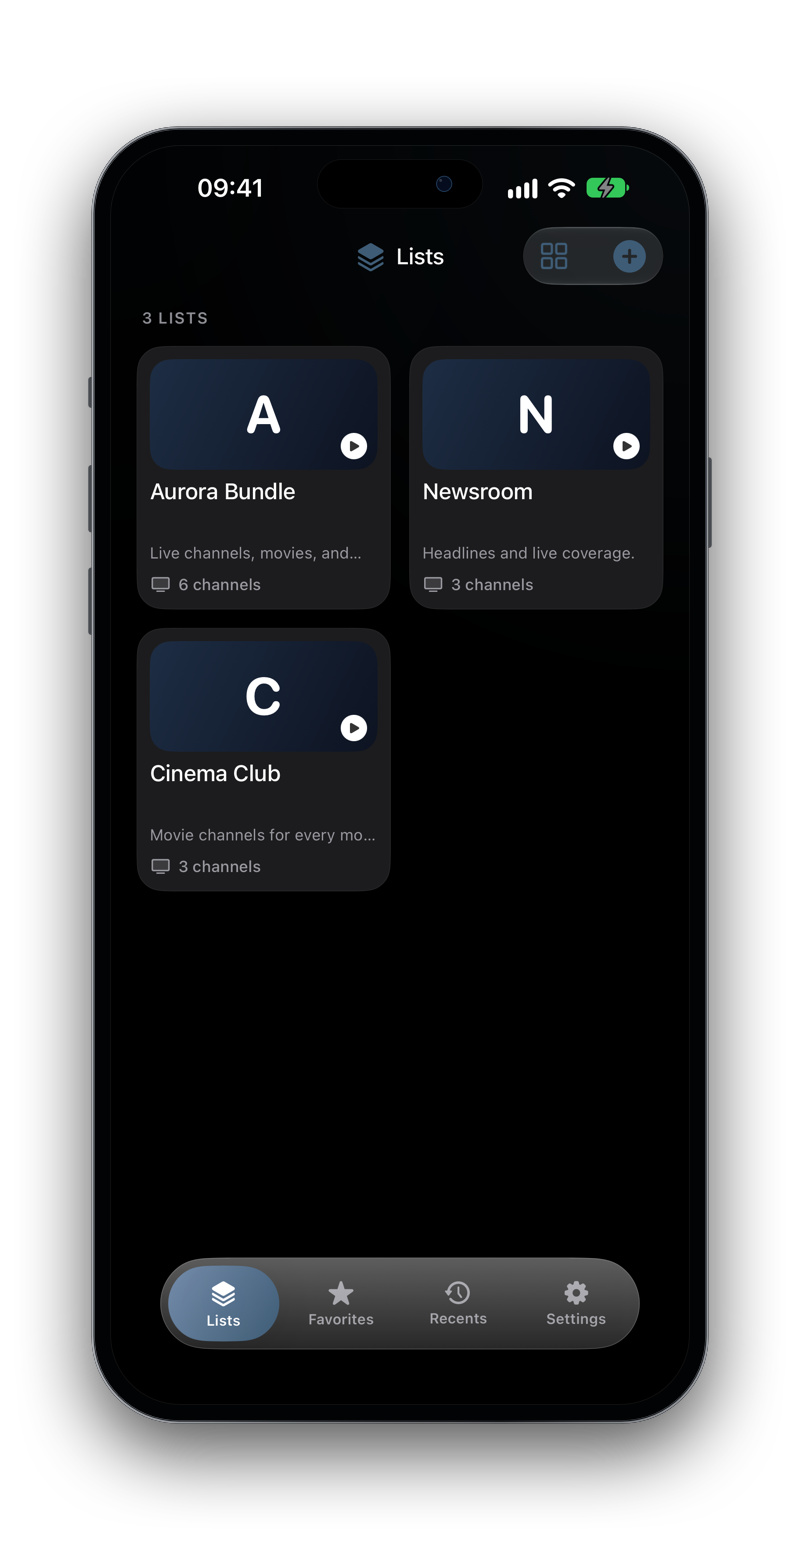 09:41
Lists
3 LISTS
A
N
Aurora Bundle
Newsroom
Live channels, movies, and...
Headlines and live coverage.
6 channels
3 channels
C
Cinema Club
Movie channels for every mo...
3 channels
Lists
Favorites
Recents
Settings